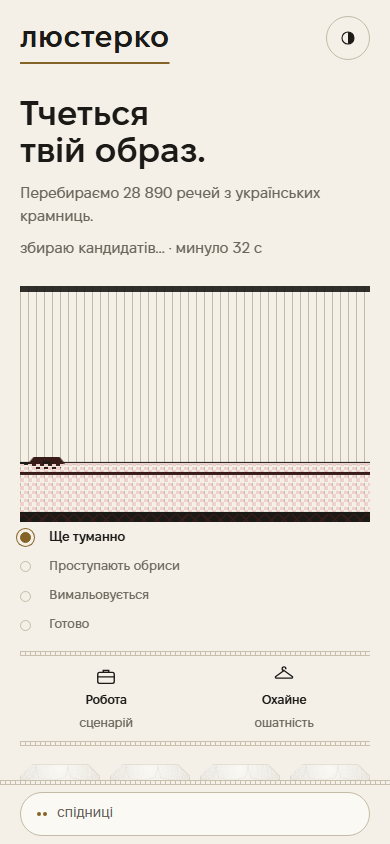 люстерко
Тчеться
твій образ.
Перебираємо 28 890 речей з українських
крамниць.
збираю кандидатів... · минуло 32 с
Ще туманно
Проступають обриси
Вимальовується
Готово
Робота
Охайне
сценарій
ошатність
спідниці